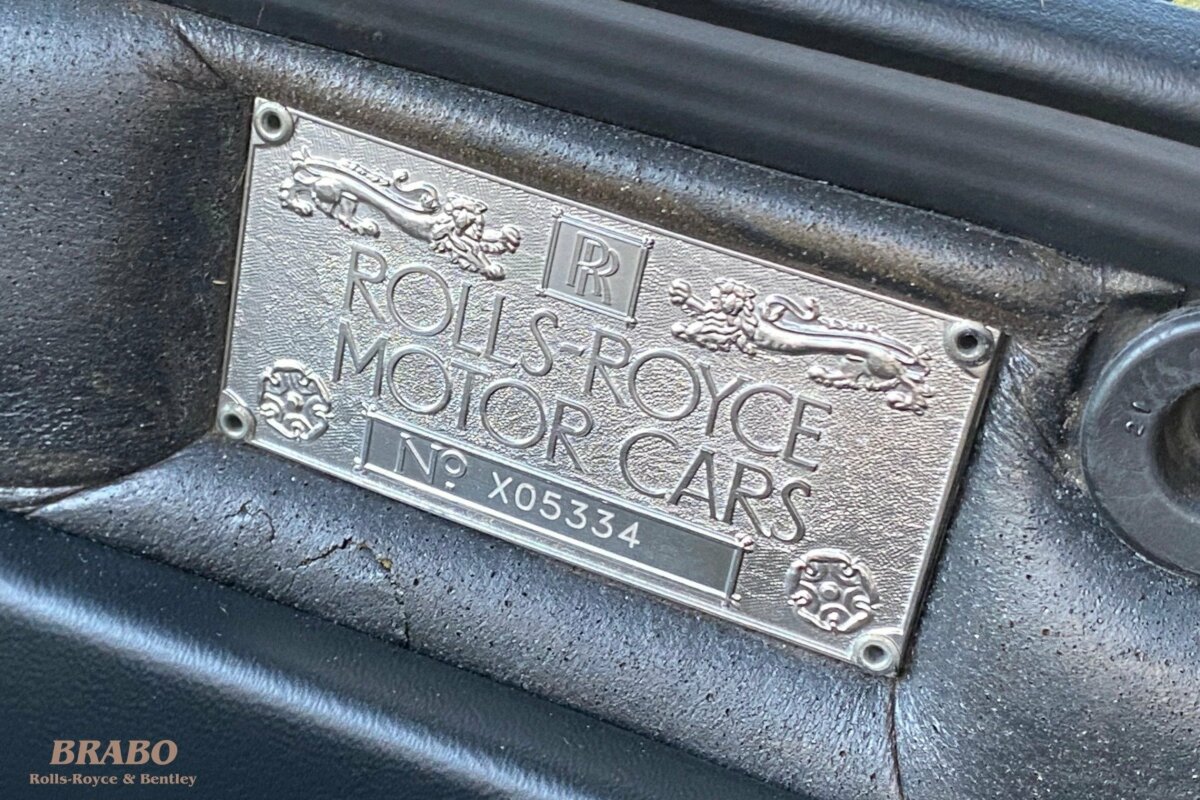 RR
ROLLS-ROYCE
MOTOR CARS
Nº X05334
BRABO
Rolls-Royce & Bentley